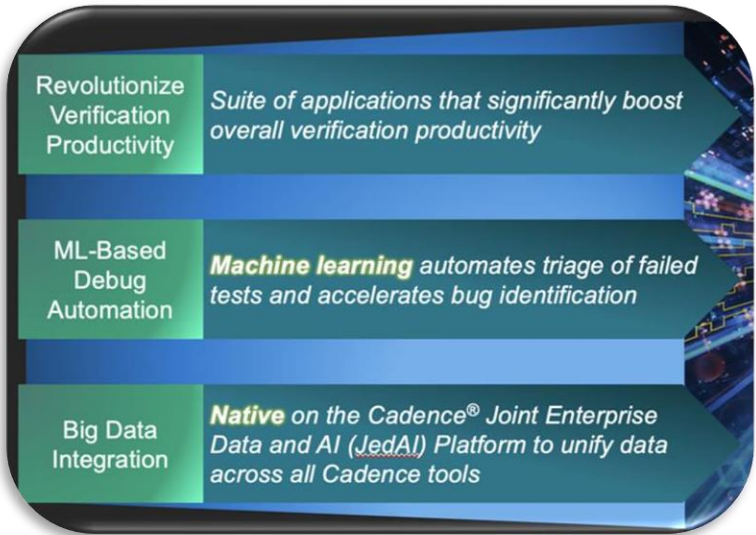 Revolutionize
Verification
Productivity
Suite of applications that significantly boost
overall verification productivity
ML-Based
Debug
Automation
Machine learning automates triage of failed
tests and accelerates bug identification
Big Data
Integration
Native on the Cadence® Joint Enterprise
Data and AI (JedAI) Platform to unify data
across all Cadence tools